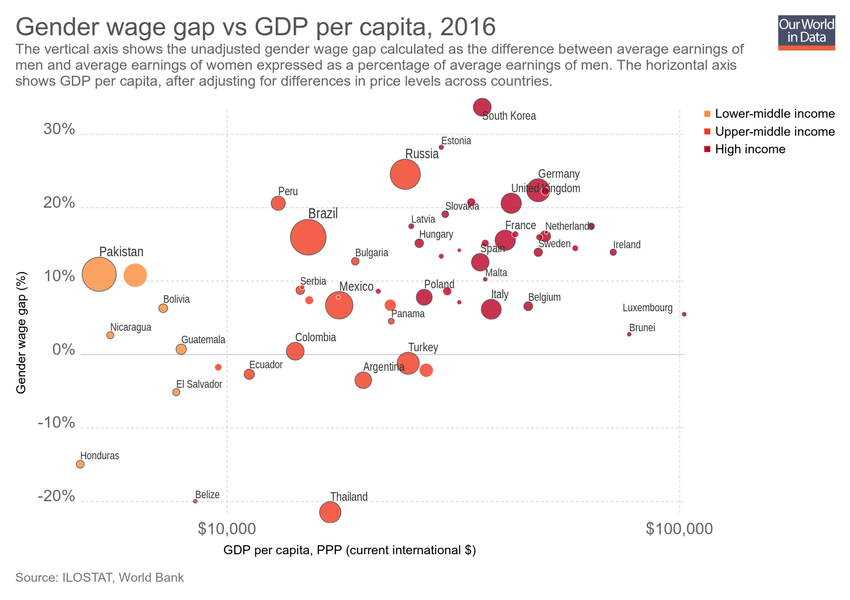 Gender wage gap vs GDP per capita, 2016
Our World
in Data
The vertical axis shows the unadjusted gender wage gap calculated as the difference between average earnings of
men and average earnings of women expressed as a percentage of average earnings of men. The horizontal axis
shows GDP per capita, after adjusting for differences in price levels across countries.
Lower-middle income
Upper-middle income
High income
South Korea
30%
Estonia
Russia
Germany
United Kingdom
Peru
20%
Slovakia
Brazil
Latvia
France
Netherlands
Hungary
Sweden
Ireland
Pakistan
Bulgaria
Spain
10%
Serbia
Malta
Mexico
Poland
Bolivia
Italy
Belgium
Luxembourg
Panama
Nicaragua
Brunei
Guatemala
Colombia
0%
Turkey
Ecuador
Argentina
El Salvador
-10%
Honduras
Belize
Thailand
-20%
Gender wage gap (%)
$10,000
$100,000
GDP per capita, PPP (current international $)
Source: ILOSTAT, World Bank